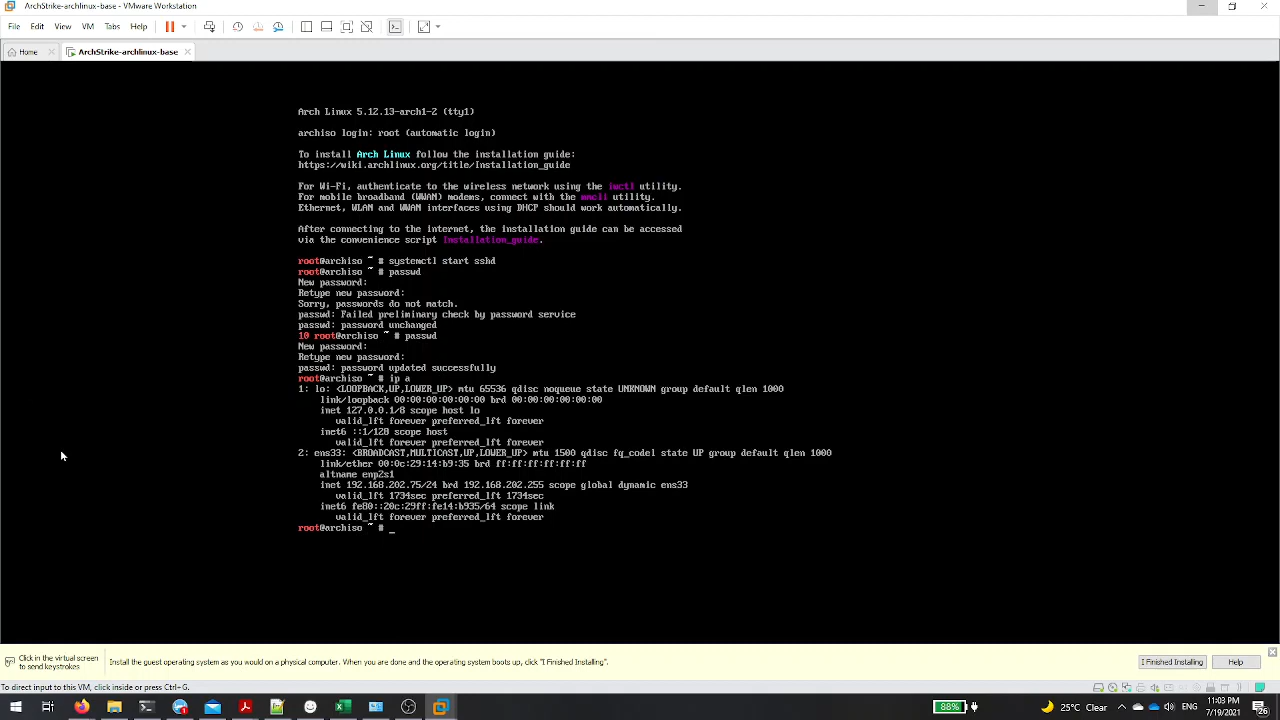 ArchStrike-archlinux-base - VMware Workstation
File Edit View VM Tabs Help
Home ArchStrike-archlinux-base
Arch Linux 5.12.13-arch1-2 (tty1)
archiso login: root (automatic login)
To install Arch Linux follow the installation guide:
https://wiki.archlinux.org/title/Installation_guide
For Wi-Fi, authenticate to the wireless network using the iwctl utility.
For mobile broadband (WWAN) modems, connect with the mmcli utility.
Ethernet, WLAN and WWAN interfaces using DHCP should work automatically.
After connecting to the internet, the installation guide can be accessed
via the convenience script Installation_guide.
root@archiso ~ # systemctl start sshd
root@archiso ~ # passwd
New password:
Retype new password:
Sorry, passwords do not match.
passwd: Failed preliminary check by password service
passwd: password unchanged
10 root@archiso ~ # passwd
New password:
Retype new password:
passwd: password updated successfully
root@archiso ~ # ip a
1: lo: <LOOPBACK,UP,LOWER_UP> mtu 65536 qdisc noqueue state UNKNOWN group default qlen 1000
link/loopback 00:00:00:00:00:00 brd 00:00:00:00:00:00
inet 127.0.0.1/8 scope host lo
valid_lft forever preferred_lft forever
inet6 ::1/128 scope host
valid_lft forever preferred_lft forever
2: ens33: <BROADCAST,MULTICAST,UP,LOWER_UP> mtu 1500 qdisc fq_codel state UP group default qlen 1000
link/ether 00:0c:29:14:b9:35 brd ff:ff:ff:ff:ff:ff
altname enp2s1
inet 192.168.202.75/24 brd 192.168.202.255 scope global dynamic ens33
valid_lft 1734sec preferred_lft 1734sec
inet6 fe80::20c:29ff:fe14:b935/64 scope link
valid_lft forever preferred_lft forever
root@archiso ~ # _
Click in the virtual screen
to send keystrokes
Install the guest operating system as you would on a physical computer. When you are done and the operating system boots up, click "I Finished Installing".
I Finished Installing Help
To direct input to this VM, click inside or press Ctrl+G.
88% 25°C Clear ENG 11:03 PM
7/19/2021 26